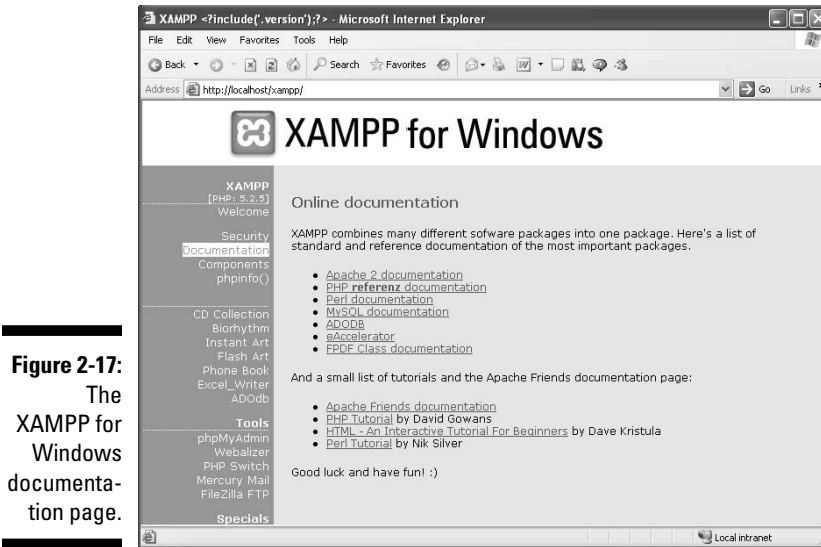 XAMPP <?include('.version');?> - Microsoft Internet Explorer
File Edit View Favorites Tools Help
Back Search Favorites
Address http://localhost/xampp/ Go Links
XAMPP for Windows
XAMPP
[PHP: 5.2.5]
Welcome
Security
Documentation
Components
phpinfo()
CD Collection
Biorhythm
Instant Art
Flash Art
Phone Book
Excel_Writer
ADOdb
Tools
phpMyAdmin
Webalizer
PHP Switch
Mercury Mail
FileZilla FTP
Specials
Online documentation
XAMPP combines many different sofware packages into one package. Here's a list of
standard and reference documentation of the most important packages.
Apache 2 documentation
PHP referenz documentation
Perl documentation
MySQL documentation
ADODB
eAccelerator
FPDF Class documentation
And a small list of tutorials and the Apache Friends documentation page:
Apache Friends documentation
PHP Tutorial by David Gowans
HTML - An Interactive Tutorial For Beginners by Dave Kristula
Perl Tutorial by Nik Silver
Good luck and have fun! :)
Local intranet
Figure 2-17:
The
XAMPP for
Windows
documenta-
tion page.